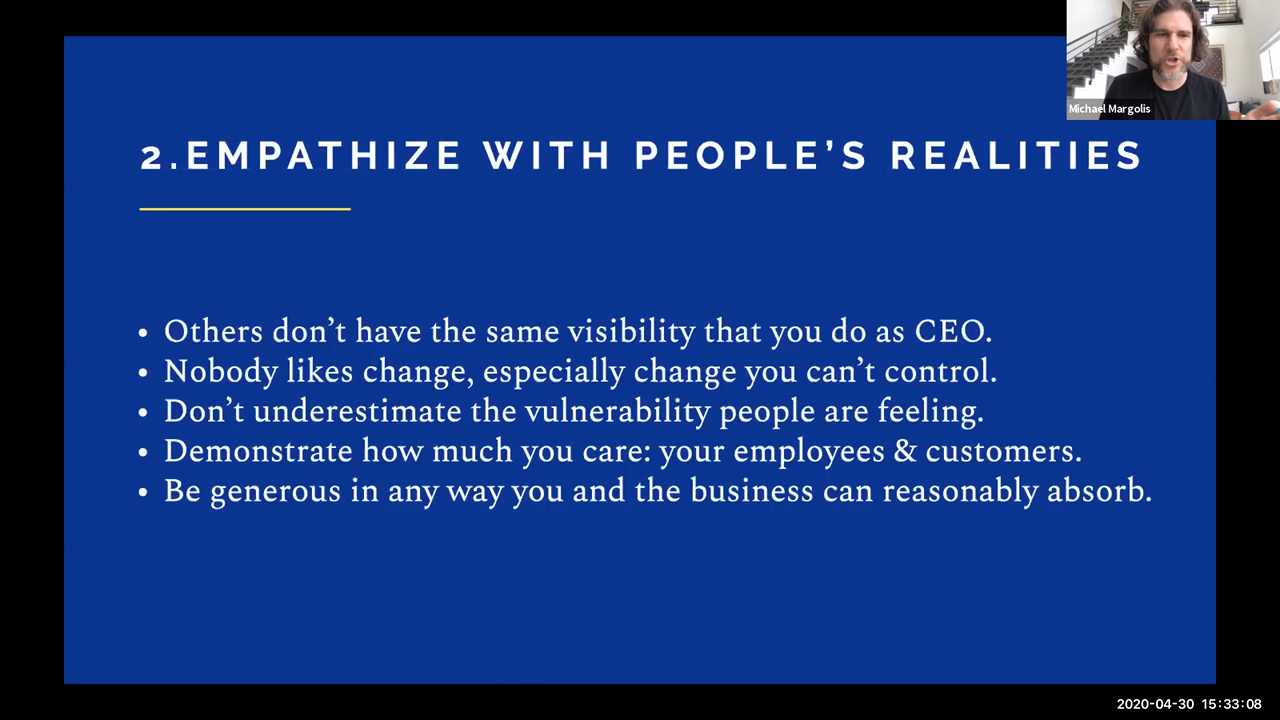 Michael Margolis
2.EMPATHIZE WITH PEOPLE’S REALITIES
• Others don’t have the same visibility that you do as CEO.
• Nobody likes change, especially change you can’t control.
• Don’t underestimate the vulnerability people are feeling.
• Demonstrate how much you care: your employees & customers.
• Be generous in any way you and the business can reasonably absorb.
2020-04-30 15:33:08